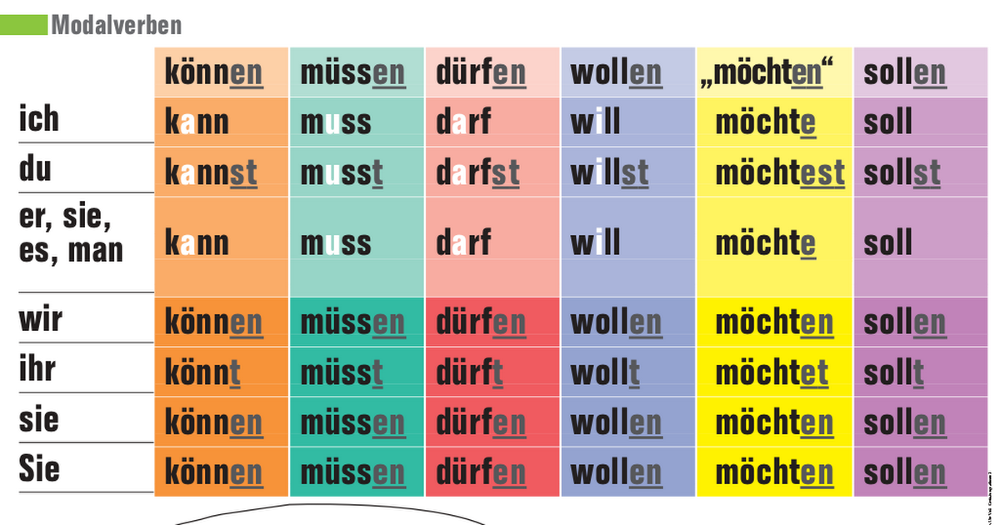 Modalverben
können müssen dürfen wollen „möchten“ sollen
ich kann muss darf will möchte soll
du kannst musst darfst willst möchtest sollst
er, sie,
es, man kann muss darf will möchte soll
wir können müssen dürfen wollen möchten sollen
ihr könnt müsst dürft wollt möchtet sollt
sie können müssen dürfen wollen möchten sollen
Sie können müssen dürfen wollen möchten sollen